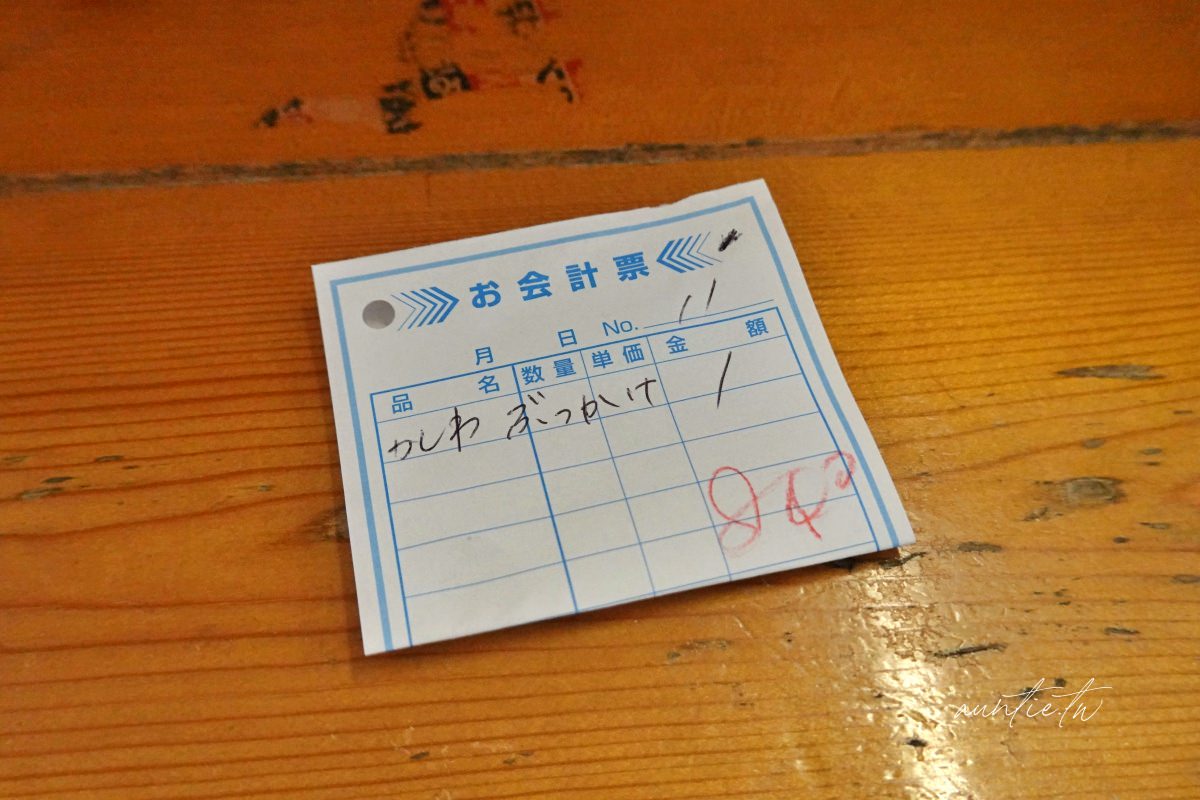 お会計票
月 日 No. 11
品名 数量 単価 金額
かしわ ぶっかけ 1
840
auntie.tw